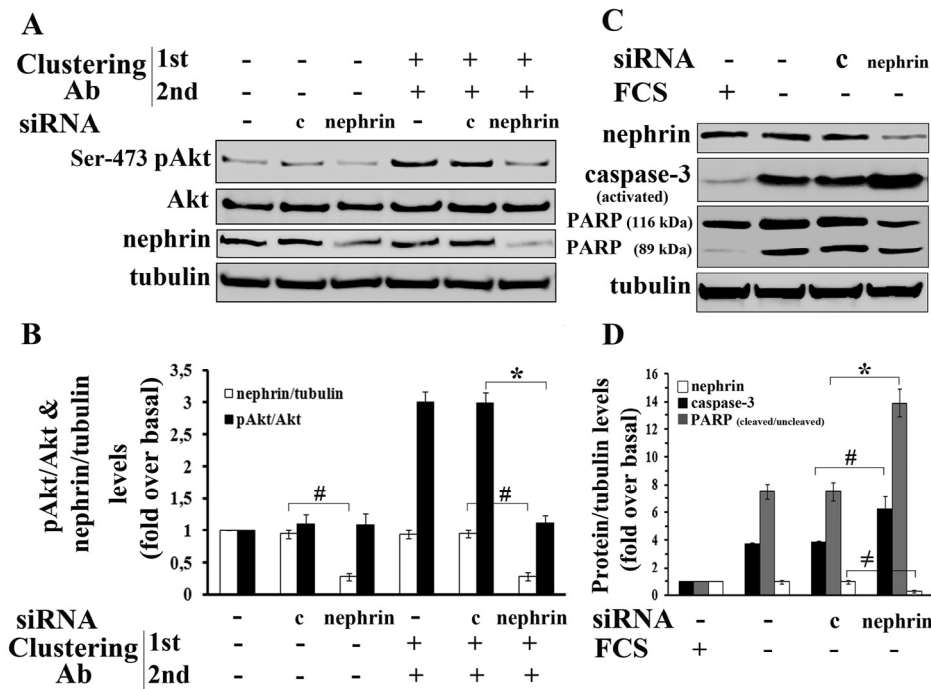 A
Clustering 1st - - - + + +
Ab 2nd - - - + + +
siRNA - c nephrin - c nephrin
Ser-473 pAkt
Akt
nephrin
tubulin
C
siRNA - - c nephrin
FCS + - - -
nephrin
caspase-3
(activated)
PARP (116 kDa)
PARP (89 kDa)
tubulin
B
pAkt/Akt &
nephrin/tubulin
levels
(fold over basal)
3,5
3
2,5
2
1,5
1
0,5
0
nephrin/tubulin
pAkt/Akt
#
#
*
siRNA - c nephrin - c nephrin
Clustering 1st - - - + + +
Ab 2nd - - - + + +
D
Protein/tubulin levels
(fold over basal)
16
14
12
10
8
6
4
2
1
0
nephrin
caspase-3
PARP (cleaved/uncleaved)
*
#
≠
siRNA - - c nephrin
FCS + - - -